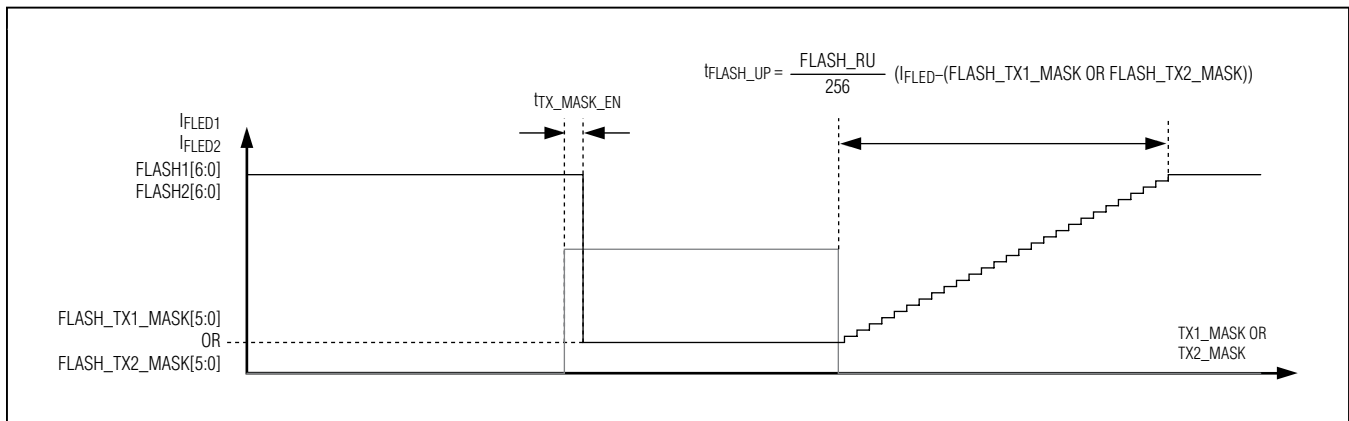 tFLASH_UP = FLASH_RU
256
(IFLED–(FLASH_TX1_MASK OR FLASH_TX2_MASK))
tTX_MASK_EN
IFLED1
IFLED2
FLASH1[6:0]
FLASH2[6:0]
FLASH_TX1_MASK[5:0]
OR
FLASH_TX2_MASK[5:0]
TX1_MASK OR
TX2_MASK